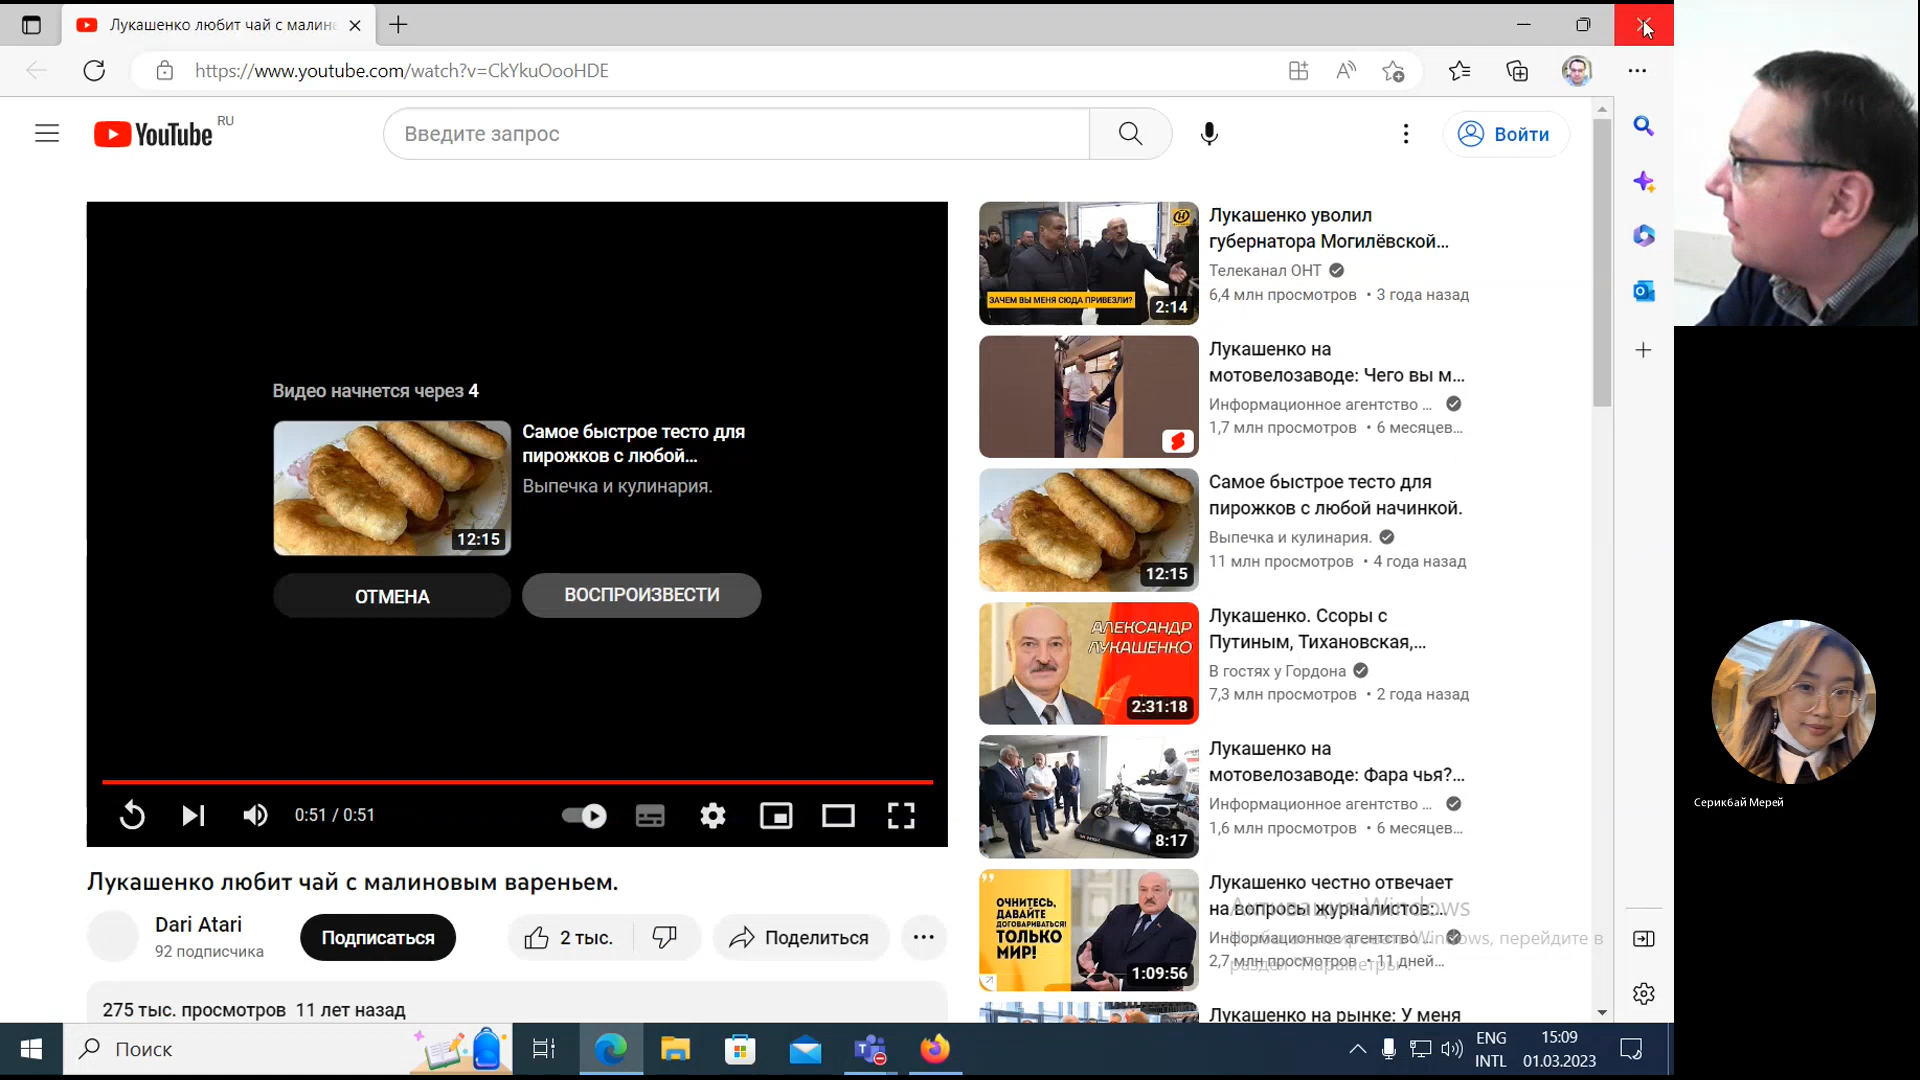 Лукашенко любит чай с малине
https://www.youtube.com/watch?v=CkYkuOooHDE
YouTube RU
Введите запрос
Войти
Видео начнется через 4
Самое быстрое тесто для
пирожков с любой...
Выпечка и кулинария.
12:15
ОТМЕНА
ВОСПРОИЗВЕСТИ
0:51 / 0:51
Лукашенко любит чай с малиновым вареньем.
Dari Atari
92 подписчика
Подписаться
2 тыс.
Поделиться
275 тыс. просмотров 11 лет назад
ЗАЧЕМ ВЫ МЕНЯ СЮДА ПРИВЕЗЛИ?
2:14
Лукашенко уволил
губернатора Могилёвской...
Телеканал ОНТ
6,4 млн просмотров • 3 года назад
Лукашенко на
мотовелозаводе: Чего вы м...
Информационное агентство ...
1,7 млн просмотров • 6 месяцев...
12:15
Самое быстрое тесто для
пирожков с любой начинкой.
Выпечка и кулинария.
11 млн просмотров • 4 года назад
АЛЕКСАНДР
ЛУКАШЕНКО
2:31:18
Лукашенко. Ссоры с
Путиным, Тихановская,...
В гостях у Гордона
7,3 млн просмотров • 2 года назад
8:17
Лукашенко на
мотовелозаводе: Фара чья?...
Информационное агентство ...
1,6 млн просмотров • 6 месяцев...
ОЧНИТЕСЬ,
ДАВАЙТЕ
ДОГОВАРИВАТЬСЯ!
ТОЛЬКО
МИР!
1:09:56
Лукашенко честно отвечает
на вопросы журналистов:...
Информационное агентство ...
2,7 млн просмотров • 11 дней...
Активация Windows
Windows, перейдите в
раздел "Параметры".
Лукашенко на рынке: У меня
Серикбай Мерей
Поиск
ENG
INTL
15:09
01.03.2023